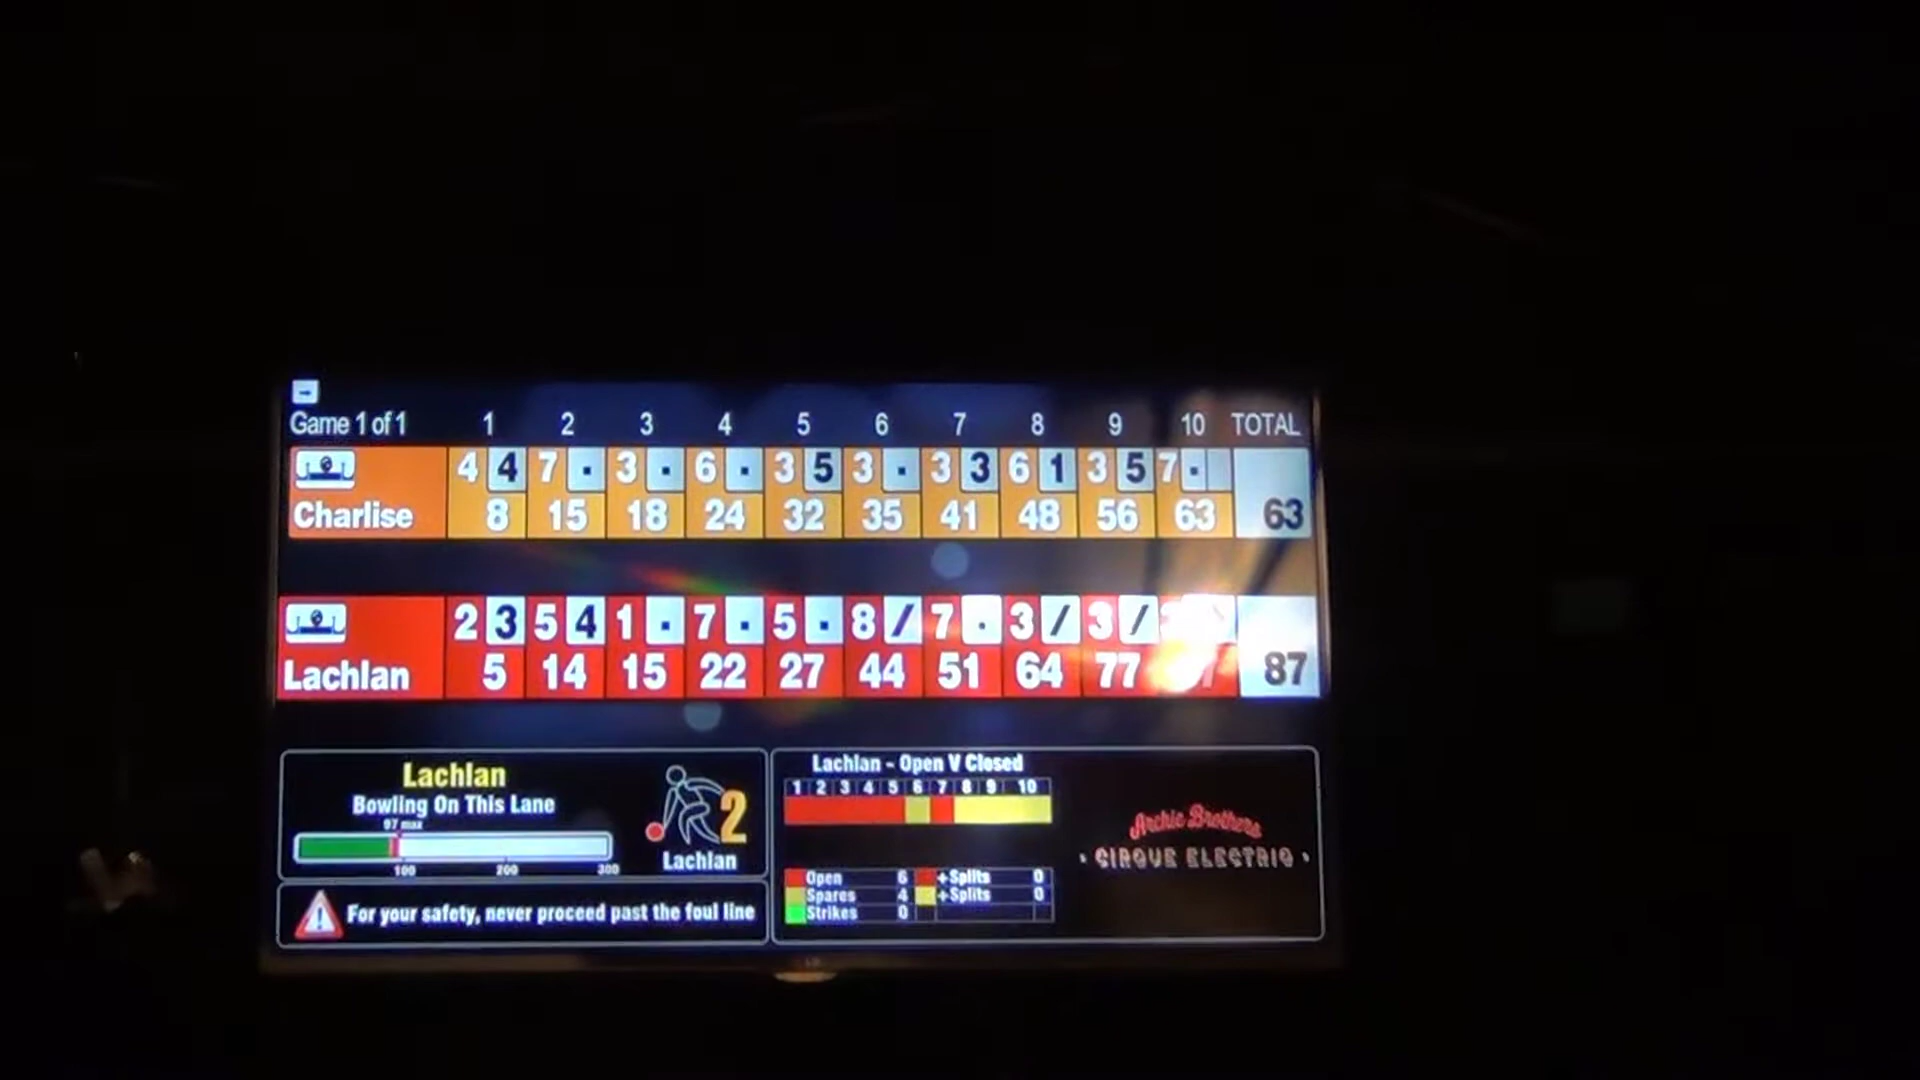 Game 1 of 1 1 2 3 4 5 6 7 8 9 10 TOTAL
4 4 7 · 3 · 6 · 3 5 3 · 3 3 6 1 3 5 7 ·
Charlise 8 15 18 24 32 35 41 48 56 63 63
2 3 5 4 1 · 7 · 5 · 8 / 7 · 3 / 3 /
Lachlan 5 14 15 22 27 44 51 64 77 87
Lachlan
Bowling On This Lane
97 max
100 200 300
2
Lachlan
For your safety, never proceed past the foul line
Lachlan - Open V Closed
1 2 3 4 5 6 7 8 9 10
Open 6 + Splits 0
Spares 4 + Splits 0
Strikes 0
Archie Brothers
· CIRQUE ELECTRIQ ·